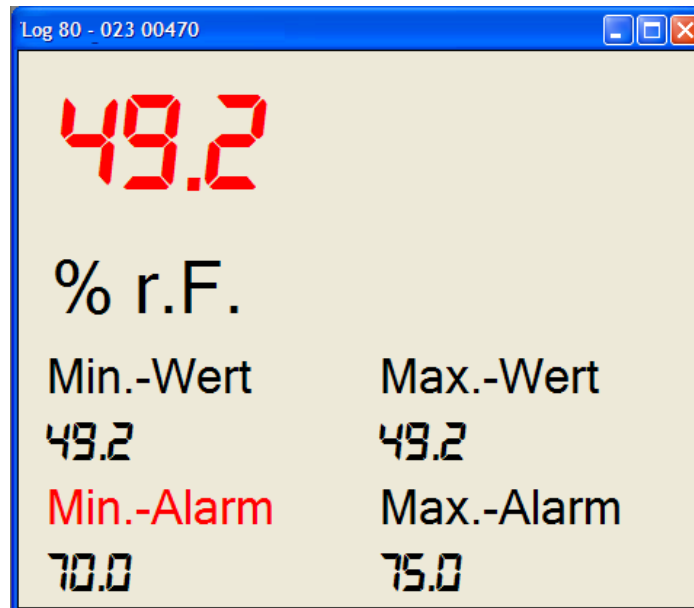 Log 80 - 023 00470
49.2
% r.F.
Min.-Wert Max.-Wert
49.2 49.2
Min.-Alarm Max.-Alarm
70.0 75.0